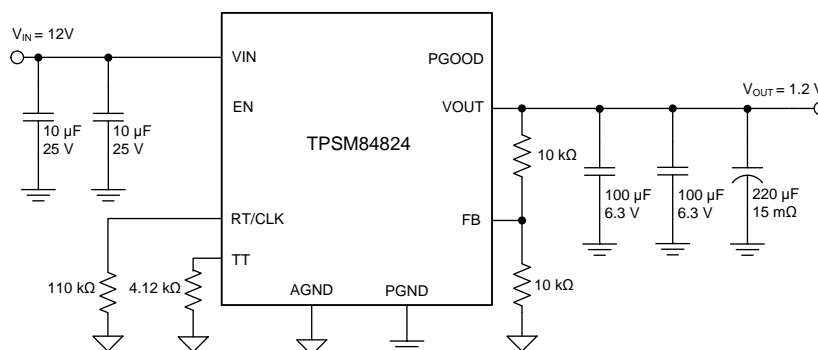 VIN = 12V
10 µF
25 V
10 µF
25 V
VIN
EN
RT/CLK
TT
TPSM84824
PGOOD
VOUT
FB
AGND
PGND
110 kΩ
4.12 kΩ
10 kΩ
10 kΩ
100 µF
6.3 V
100 µF
6.3 V
220 µF
15 mΩ
VOUT = 1.2 V